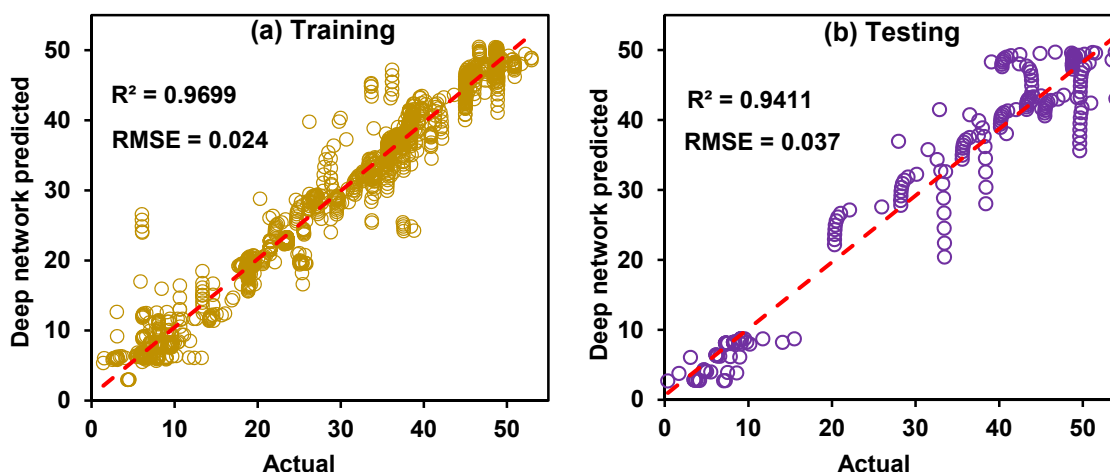 (a) Training
R² = 0.9699
RMSE = 0.024
Deep network predicted
50
40
30
20
10
0
0 10 20 30 40 50
Actual
(b) Testing
R² = 0.9411
RMSE = 0.037
Deep network predicted
50
40
30
20
10
0
0 10 20 30 40 50
Actual